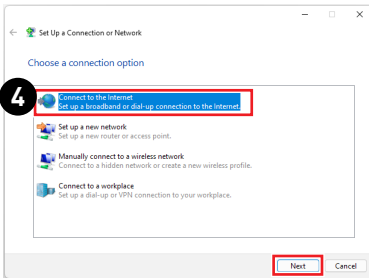 Set Up a Connection or Network
Choose a connection option
4
Connect to the Internet
Set up a broadband or dial-up connection to the Internet.
Set up a new network
Set up a new router or access point.
Manually connect to a wireless network
Connect to a hidden network or create a new wireless profile.
Connect to a workplace
Set up a dial-up or VPN connection to your workplace.
Next
Cancel